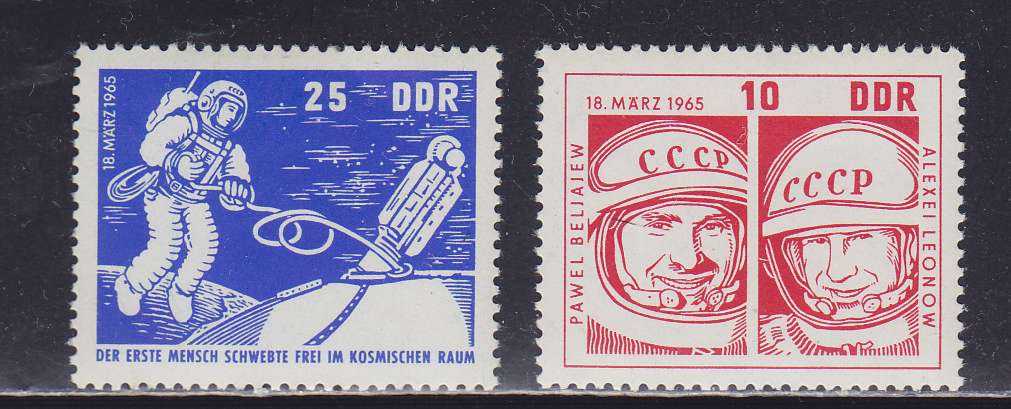 18. MÄRZ 1965
25 DDR
CCCP
DER ERSTE MENSCH SCHWEBTE FREI IM KOSMISCHEN RAUM
18. MÄRZ 1965 10 DDR
PAWEL BELJAJEW
CCCP
CCCP
ALEXEI LEONOW